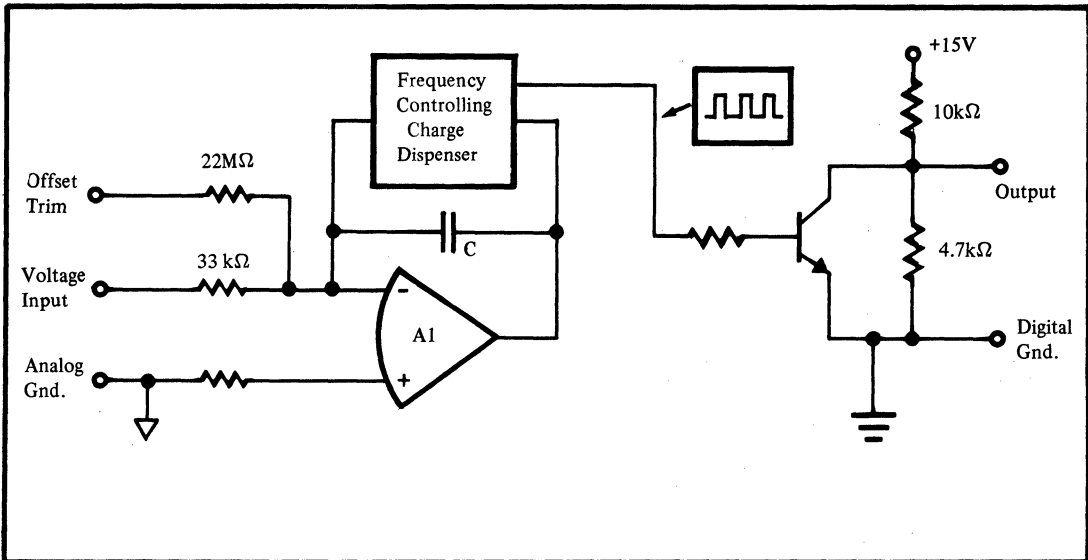 Frequency
Controlling
Charge
Dispenser
+15V
10kΩ
22MΩ
Offset
Trim
Output
C
4.7kΩ
33 kΩ
Voltage
Input
−
A1
+
Analog
Gnd.
Digital
Gnd.